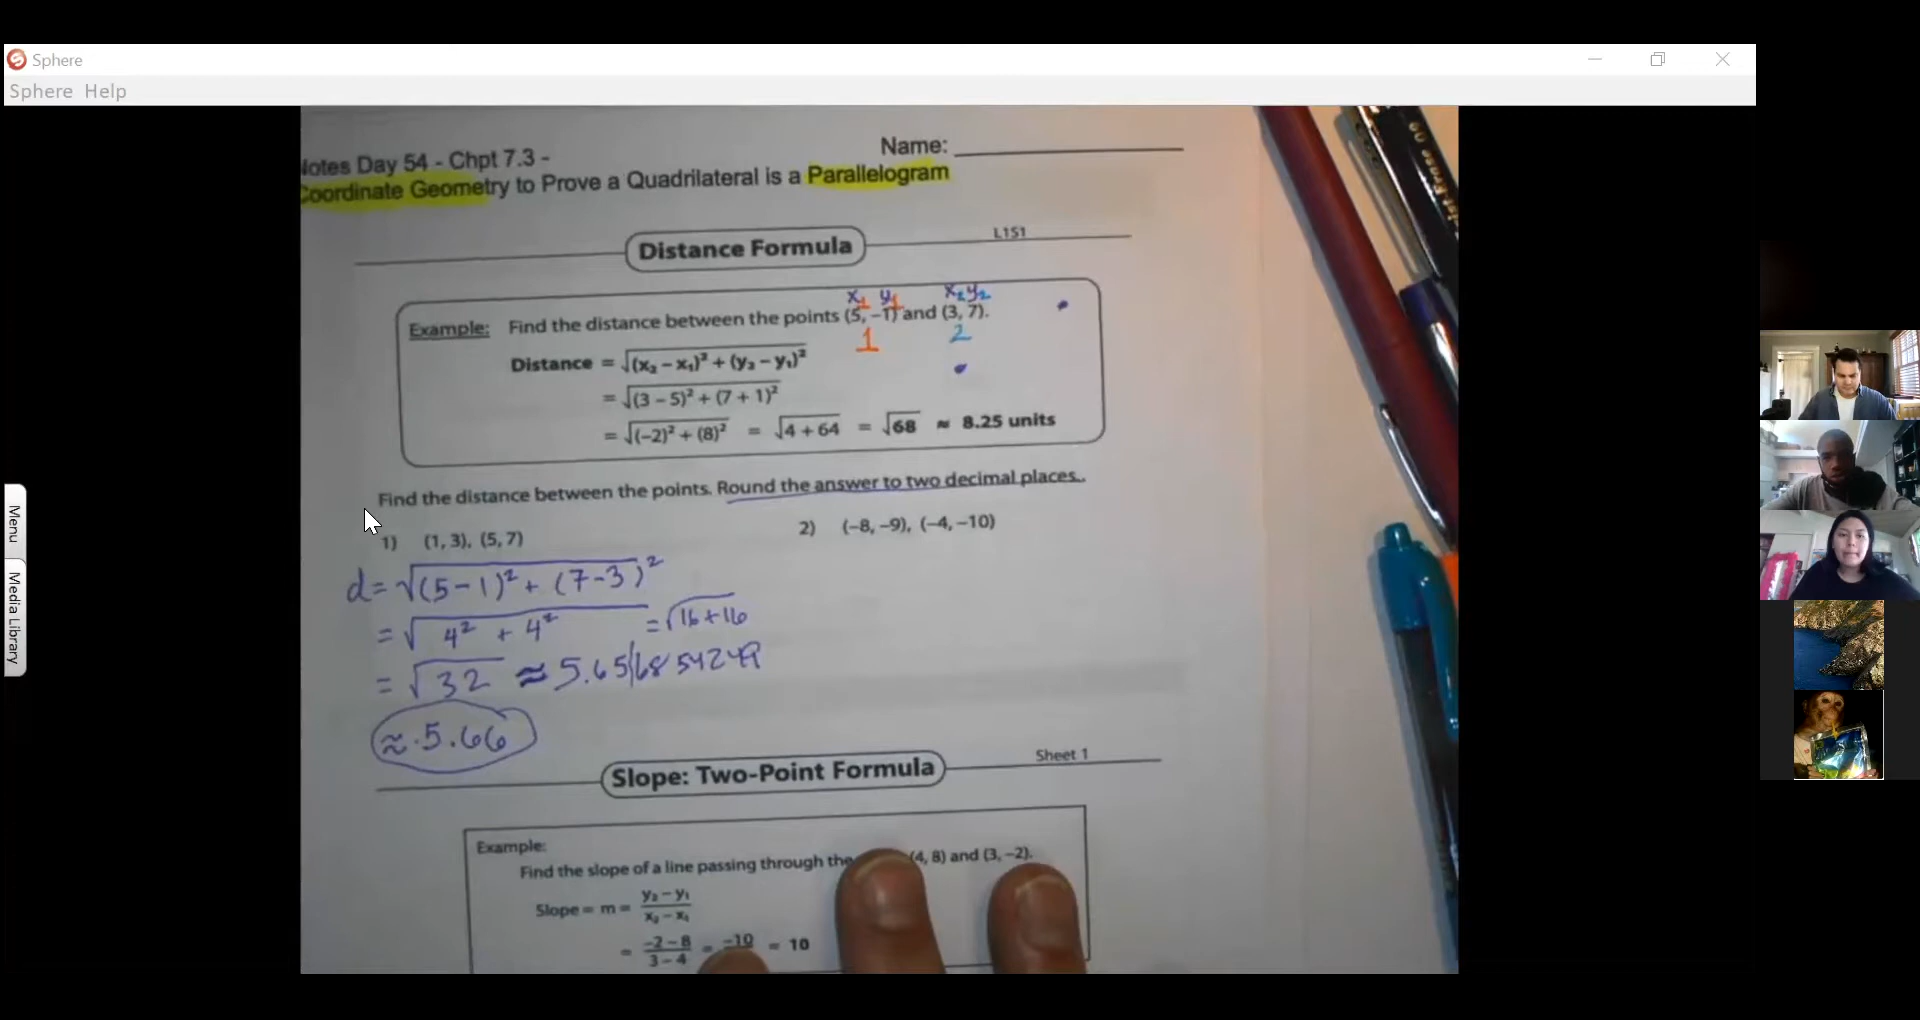 Sphere
Sphere Help
Menu
Media Library
Notes Day 54 - Chpt 7.3 -
Name:
Coordinate Geometry to Prove a Quadrilateral is a Parallelogram
Distance Formula
L1S1
x₁ y₁ x₂ y₂
Example: Find the distance between the points (5, −1) and (3, 7).
1 2
Distance = √(x₂ − x₁)² + (y₂ − y₁)²
= √(3 − 5)² + (7 + 1)²
= √(−2)² + (8)² = √4 + 64 = √68 ≈ 8.25 units
Find the distance between the points. Round the answer to two decimal places..
1) (1, 3), (5, 7) 2) (−8, −9), (−4, −10)
d = √(5 − 1)² + (7 − 3)²
= √4² + 4² = √16 + 16
= √32 ≈ 5.65|68 54249
≈ 5.66
Slope: Two-Point Formula
Sheet 1
Example:
Find the slope of a line passing through the (4, 8) and (3, −2).
Slope = m = y₂ − y₁ / x₂ − x₁
= −2 − 8 / 3 − 4 = −10 = 10